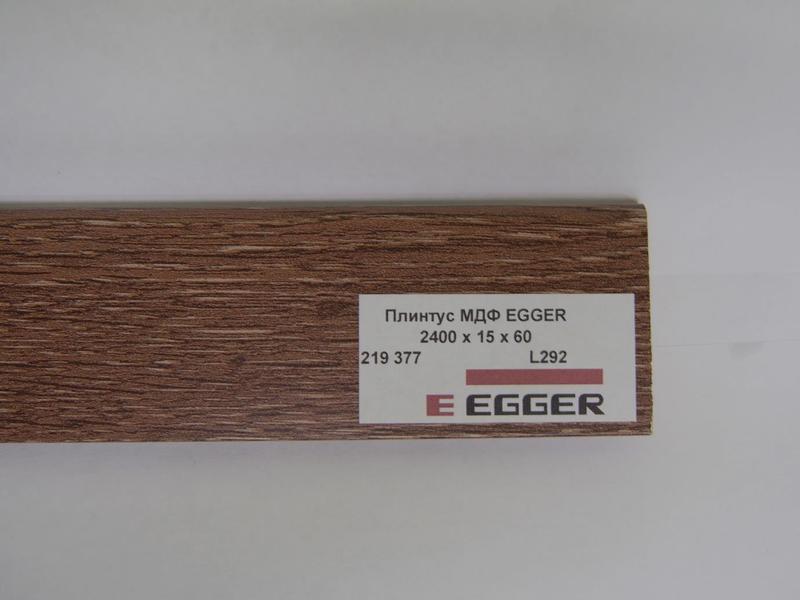 Плинтус МДФ EGGER
2400 x 15 x 60
219 377 L292
E EGGER